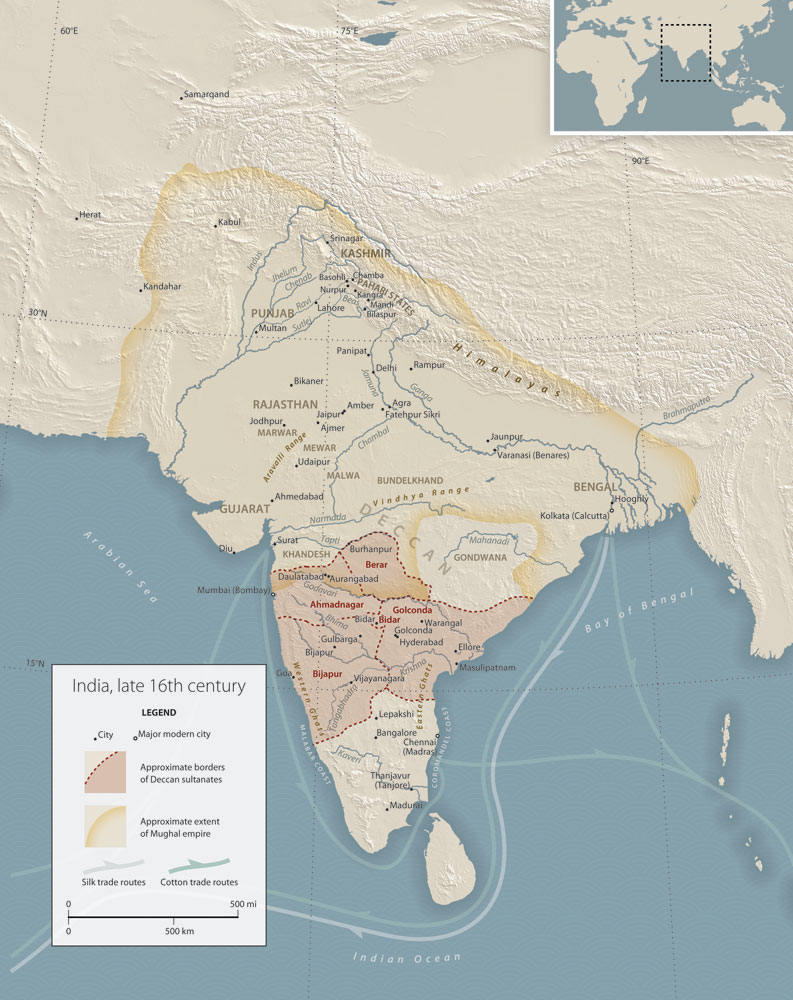 60°E
75°E
90°E
Samarqand
Herat
Kabul
Kandahar
Srinagar
KASHMIR
Indus
Jhelum
Chenab
Ravi
Beas
Sutlej
Basohli
Chamba
Nurpur
Kangra
PAHARI STATES
Mandi
Bilaspur
Lahore
PUNJAB
Multan
30°N
Panipat
Delhi
Rampur
Himalayas
Jamuna
Ganga
Brahmaputra
Bikaner
RAJASTHAN
Amber
Jaipur
Agra
Fatehpur Sikri
Jodhpur
Ajmer
MARWAR
MEWAR
Chambal
Aravalli Range
Udaipur
MALWA
Jaunpur
Varanasi (Benares)
BUNDELKHAND
Vindhya Range
BENGAL
Hooghly
Kolkata (Calcutta)
Ahmedabad
GUJARAT
Narmada
DECCAN
Mahanadi
GONDWANA
Diu
Surat
Tapti
KHANDESH
Burhanpur
Berar
Daulatabad
Aurangabad
Mumbai (Bombay)
Godavari
Ahmadnagar
Golconda
Bhima
Bidar
Bidar
Warangal
Golconda
Hyderabad
Gulbarga
Bijapur
Ellore
Masulipatnam
Krishna
15°N
Goa
Bijapur
Vijayanagara
Western Ghats
Eastern Ghats
Tungabhadra
Lepakshi
Bangalore
Chennai
(Madras)
MALABAR COAST
COROMANDEL COAST
Kaveri
Thanjavur
(Tanjore)
Madurai
Arabian Sea
Bay of Bengal
Indian Ocean
India, late 16th century
LEGEND
City
Major modern city
Approximate borders
of Deccan sultanates
Approximate extent
of Mughal empire
Silk trade routes
Cotton trade routes
0
500 mi
0
500 km